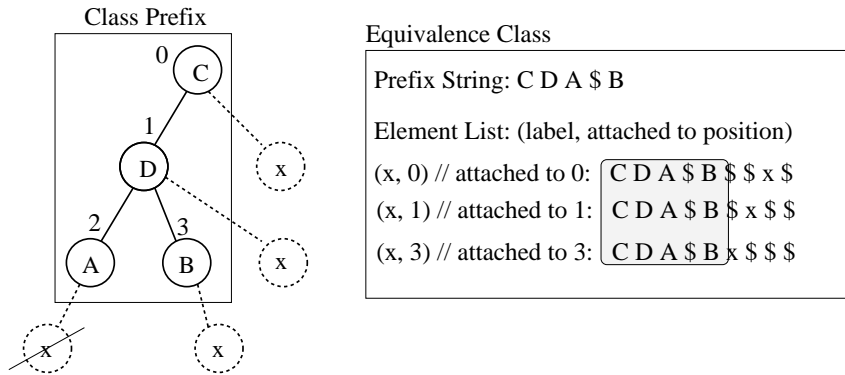 Class Prefix
0
C
1
D
x
2
3
A
B
x
x
x
Equivalence Class
Prefix String: C D A $ B
Element List: (label, attached to position)
(x, 0) // attached to 0: C D A $ B $ $ x $
(x, 1) // attached to 1: C D A $ B $ x $ $
(x, 3) // attached to 3: C D A $ B x $ $ $